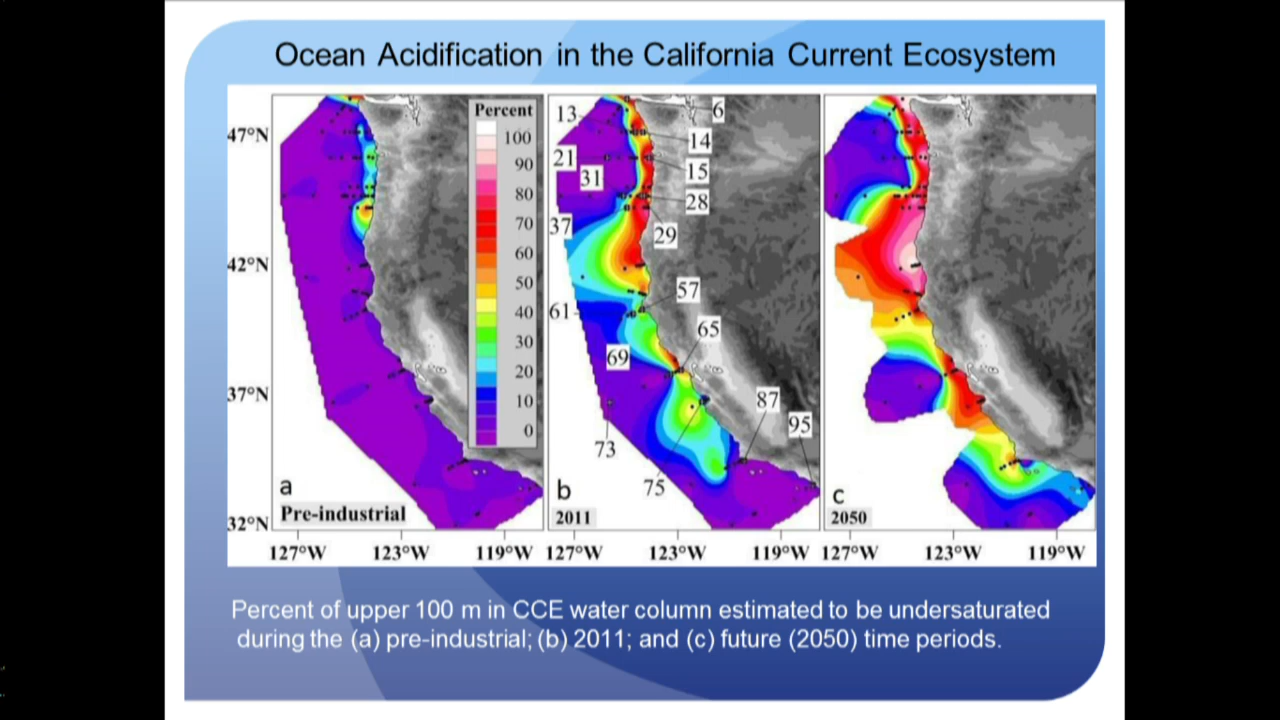 Ocean Acidification in the California Current Ecosystem
Percent
100
90
80
70
60
50
40
30
20
10
0
47°N
42°N
37°N
32°N
a
Pre-industrial
127°W
123°W
119°W
13
6
14
21
15
31
28
37
29
57
61
65
69
87
95
73
75
b
2011
127°W
123°W
119°W
c
2050
127°W
123°W
119°W
Percent of upper 100 m in CCE water column estimated to be undersaturated
during the (a) pre-industrial; (b) 2011; and (c) future (2050) time periods.